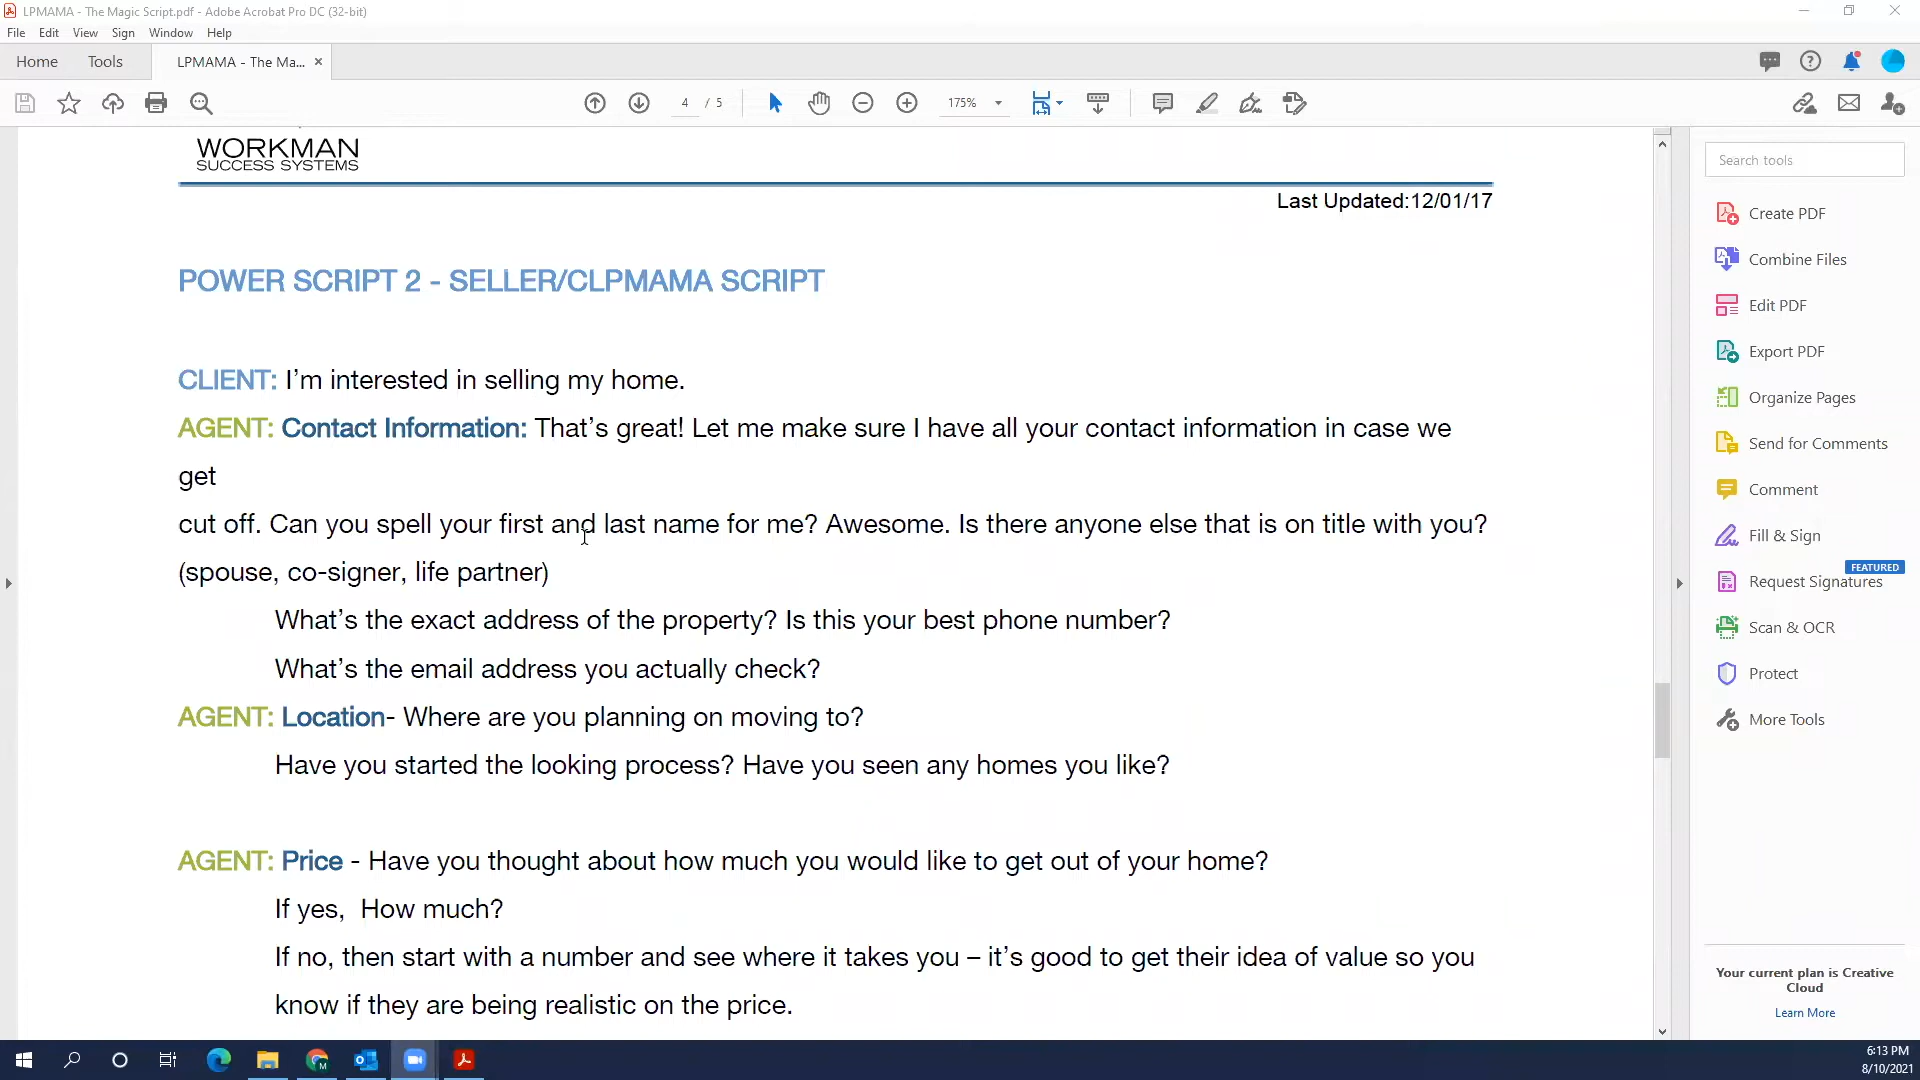 LPMAMA - The Magic Script.pdf - Adobe Acrobat Pro DC (32-bit)
File Edit View Sign Window Help
Home Tools LPMAMA - The Ma... ×
4 / 5 175%
WORKMAN
SUCCESS SYSTEMS
Last Updated:12/01/17
POWER SCRIPT 2 - SELLER/CLPMAMA SCRIPT
CLIENT: I'm interested in selling my home.
AGENT: Contact Information: That's great! Let me make sure I have all your contact information in case we
get
cut off. Can you spell your first and last name for me? Awesome. Is there anyone else that is on title with you?
(spouse, co-signer, life partner)
What's the exact address of the property? Is this your best phone number?
What's the email address you actually check?
AGENT: Location- Where are you planning on moving to?
Have you started the looking process? Have you seen any homes you like?
AGENT: Price - Have you thought about how much you would like to get out of your home?
If yes, How much?
If no, then start with a number and see where it takes you – it's good to get their idea of value so you
know if they are being realistic on the price.
Search tools
Create PDF
Combine Files
Edit PDF
Export PDF
Organize Pages
Send for Comments
Comment
Fill & Sign
FEATURED
Request Signatures
Scan & OCR
Protect
More Tools
Your current plan is Creative
Cloud
Learn More
6:13 PM
8/10/2021